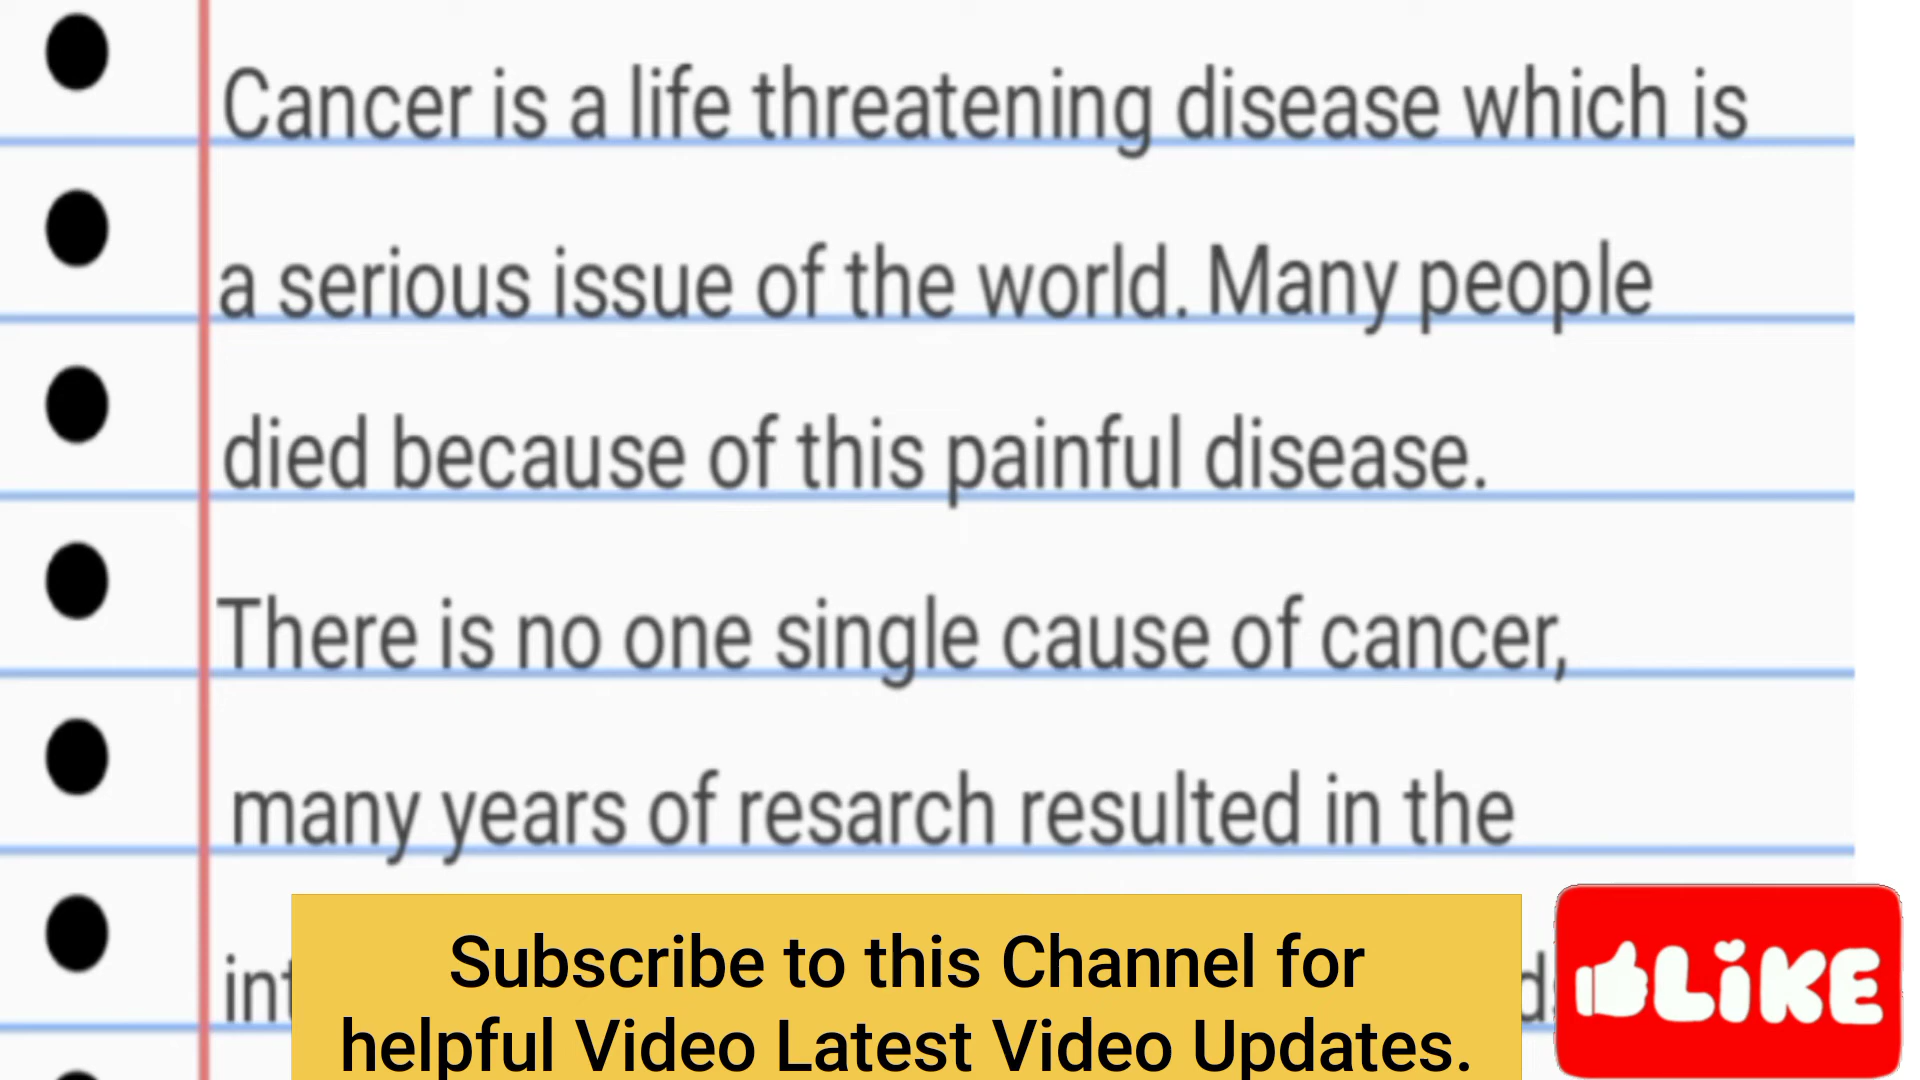 Cancer is a life threatening disease which is
a serious issue of the world. Many people
died because of this painful disease.
There is no one single cause of cancer,
many years of resarch resulted in the
Subscribe to this Channel for
helpful Video Latest Video Updates.
LiKE